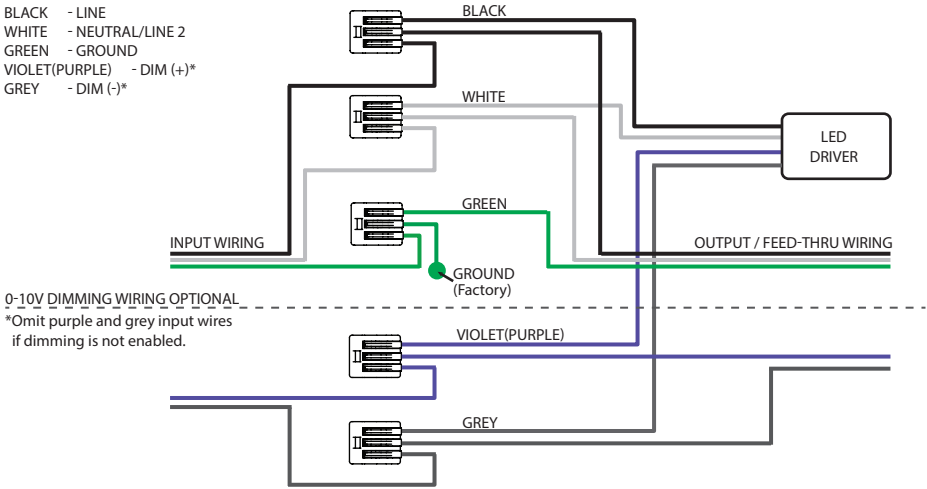 BLACK - LINE
WHITE - NEUTRAL/LINE 2
GREEN - GROUND
VIOLET(PURPLE) - DIM (+)*
GREY - DIM (-)*
BLACK
WHITE
LED
DRIVER
GREEN
INPUT WIRING
OUTPUT / FEED-THRU WIRING
GROUND
(Factory)
0-10V DIMMING WIRING OPTIONAL
*Omit purple and grey input wires
if dimming is not enabled.
VIOLET(PURPLE)
GREY